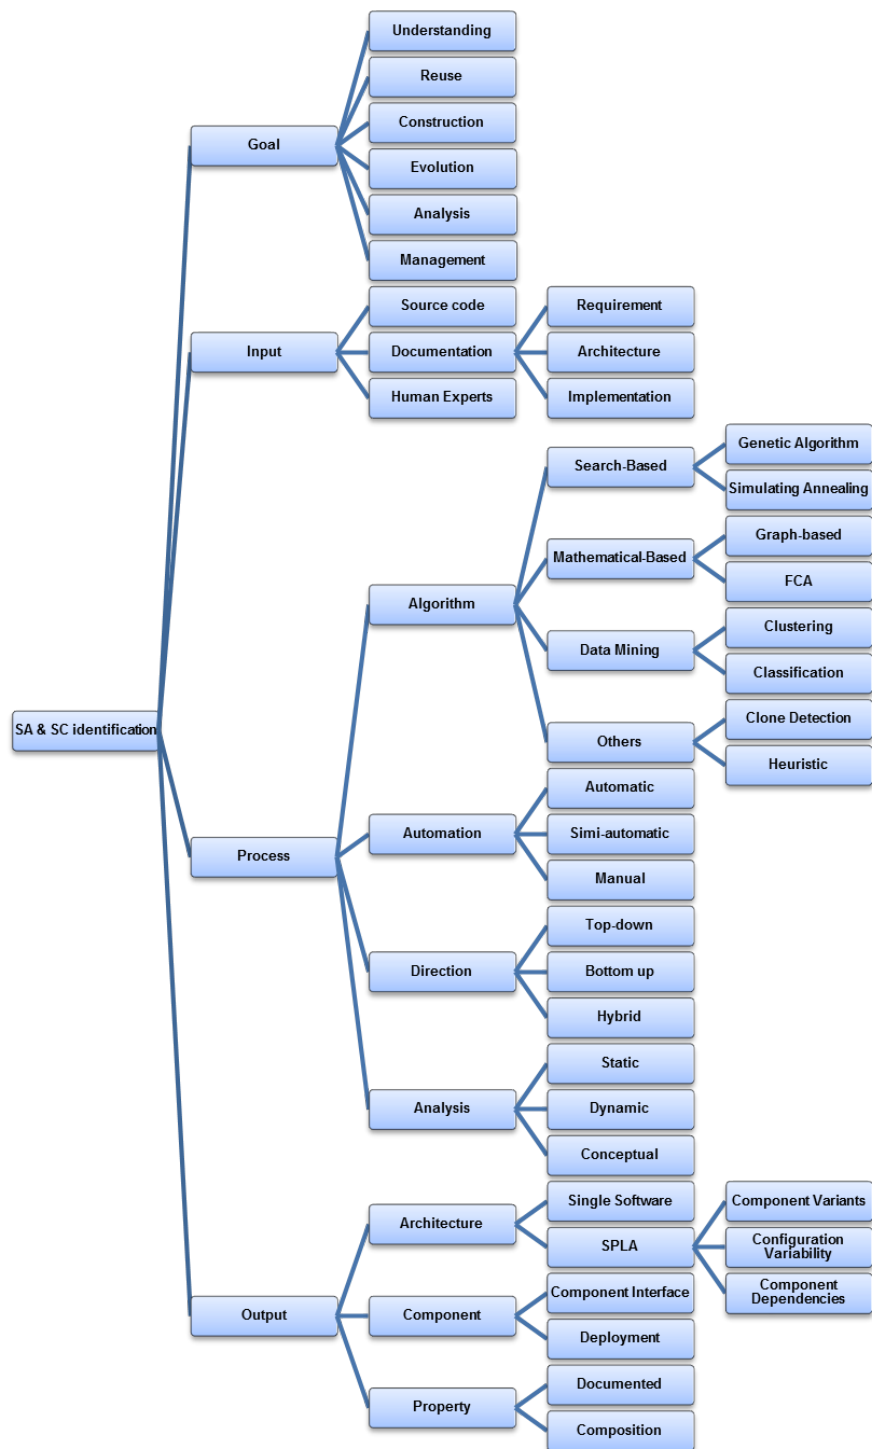 SA & SC identification
Goal
Understanding
Reuse
Construction
Evolution
Analysis
Management
Input
Source code
Documentation
Requirement
Architecture
Implementation
Human Experts
Process
Algorithm
Search-Based
Genetic Algorithm
Simulating Annealing
Mathematical-Based
Graph-based
FCA
Data Mining
Clustering
Classification
Others
Clone Detection
Heuristic
Automation
Automatic
Simi-automatic
Manual
Direction
Top-down
Bottom up
Hybrid
Analysis
Static
Dynamic
Conceptual
Output
Architecture
Single Software
SPLA
Component Variants
Configuration
Variability
Component
Dependencies
Component
Component Interface
Deployment
Property
Documented
Composition